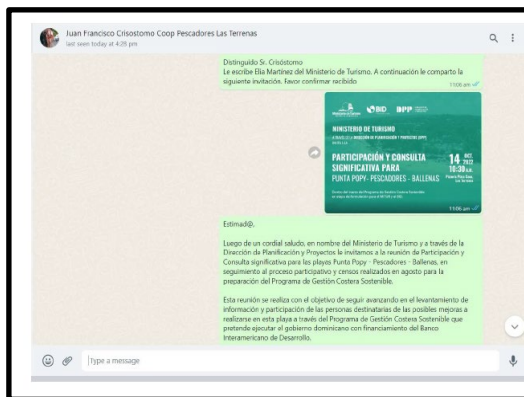 Juan Francisco Crisostomo Coop Pescadores Las Terrenas
last seen today at 4:28 pm
Distinguido Sr. Crisóstomo
Le escribe Elia Martinez del Ministerio de Turismo. A continuación le comparto la
siguiente invitación. Favor confirmar recibido
11:06 am
BID DPP
MINISTERIO DE TURISMO
PARTICIPACIÓN Y CONSULTA
SIGNIFICATIVA PARA
PUNTA POPY - PESCADORES - BALLENAS
14 OCT.
2022
10:30 a.m.
11:06 am
Estimad@,
Luego de un cordial saludo, en nombre del Ministerio de Turismo y a través de la
Dirección de Planificación y Proyectos le invitamos a la reunión de Participación y
Consulta significativa para las playas Punta Popy - Pescadores - Ballenas, en
seguimiento al proceso participativo y censos realizados en agosto para la
preparación del Programa de Gestión Costera Sostenible.
Esta reunión se realiza con el objetivo de seguir avanzando en el levantamiento de
información y participación de las personas destinatarias de las posibles mejoras a
realizarse en esta playa a través del Programa de Gestión Costera Sostenible que
pretende ejecutar el gobierno dominicano con financiamiento del Banco
Interamericano de Desarrollo.
Type a message